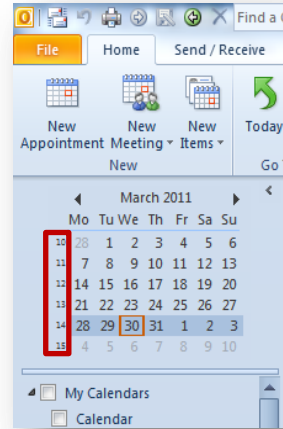 Find a C
File Home Send / Receive
New Appointment New Meeting New Items Today
New Go
March 2011
Mo Tu We Th Fr Sa Su
10 28 1 2 3 4 5 6
11 7 8 9 10 11 12 13
12 14 15 16 17 18 19 20
13 21 22 23 24 25 26 27
14 28 29 30 31 1 2 3
15 4 5 6 7 8 9 10
My Calendars
Calendar